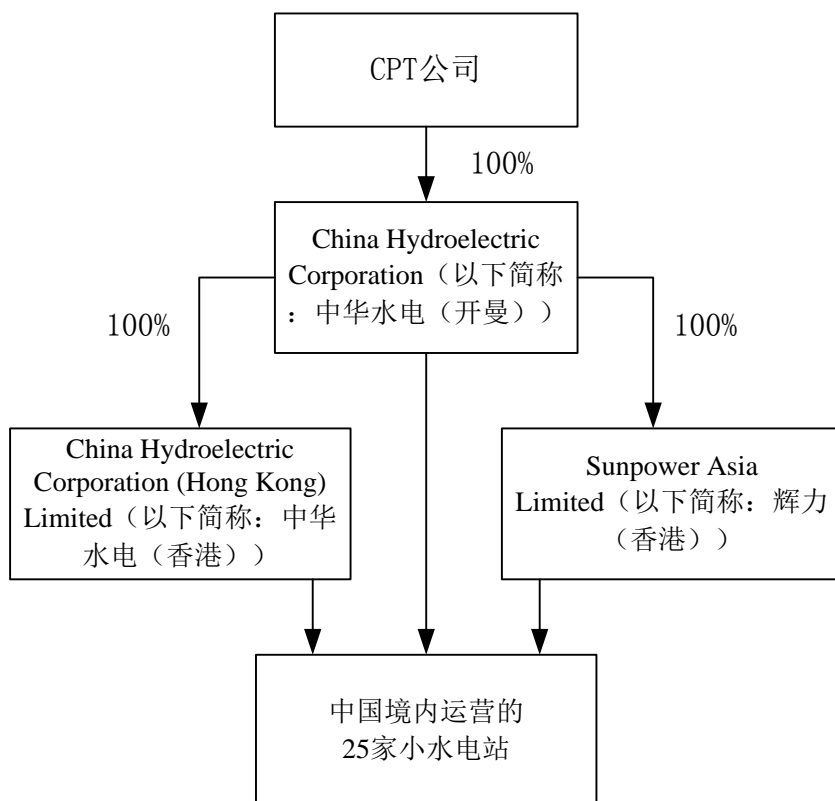 CPT公司
100%
China Hydroelectric
Corporation（以下简称
：中华水电（开曼））
100%
100%
China Hydroelectric
Corporation (Hong Kong)
Limited（以下简称：中华
水电（香港））
Sunpower Asia
Limited（以下简称：辉力
（香港））
中国境内运营的
25家小水电站